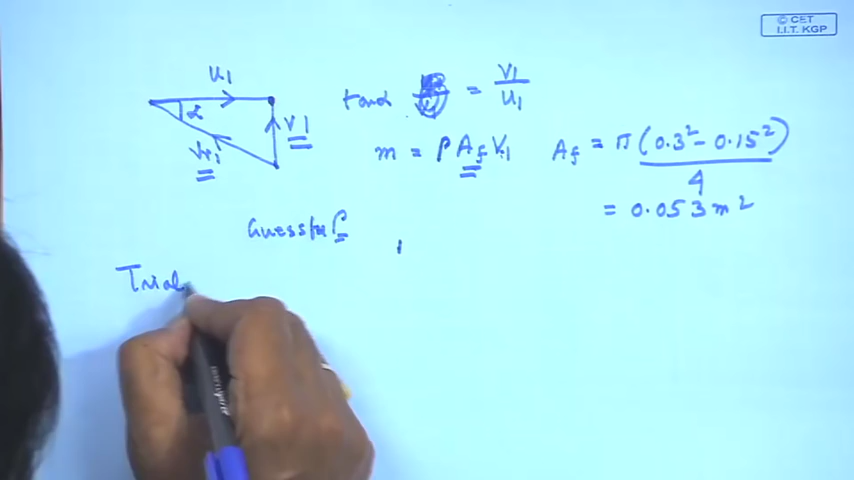 © CET
I.I.T. KGP
u1
α
V1
Vr1
tanα = V1/u1
m = ρ Af V1
Af = π (0.3² - 0.15²)/4
= 0.053 m²
Guess for ρ
Trial